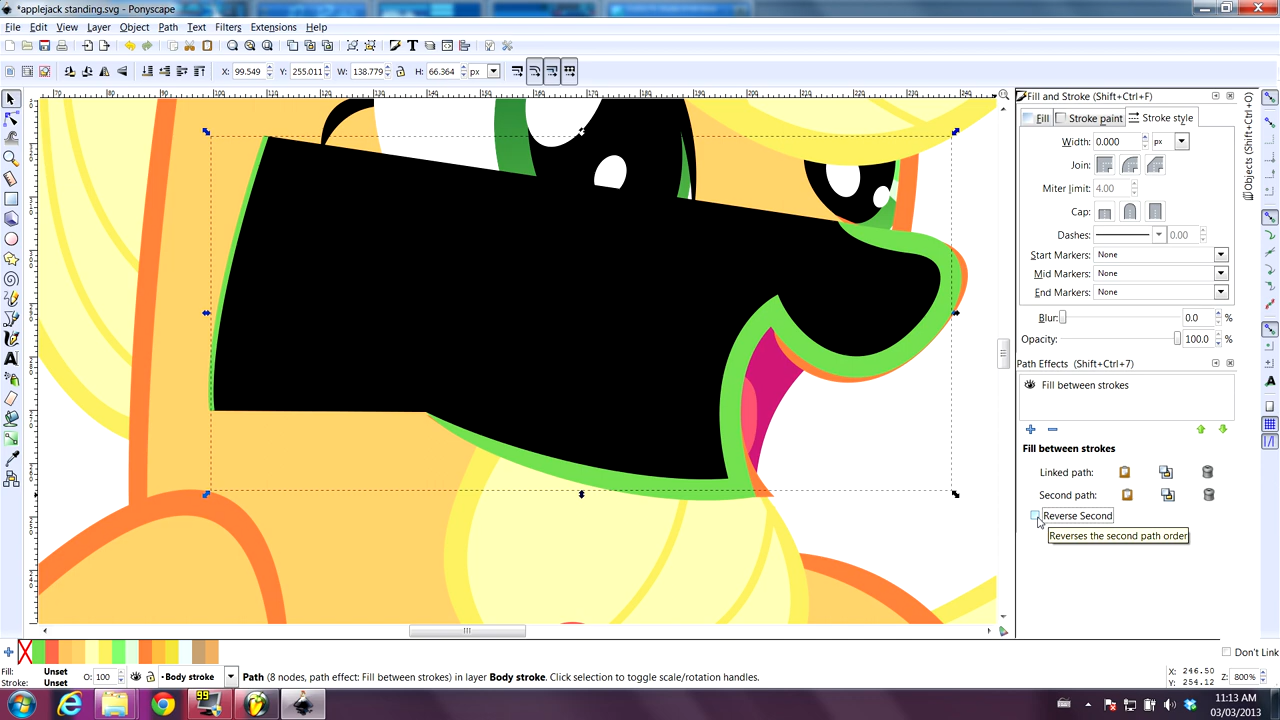 *applejack standing.svg - Ponyscape
File Edit View Layer Object Path Text Filters Extensions Help
X: 99.549 Y: 255.011 W: 138.779 H: 66.364 px
Fill and Stroke (Shift+Ctrl+F)
Fill Stroke paint Stroke style
Width: 0.000 px
Join:
Miter limit: 4.00
Cap:
Dashes: 0.00
Start Markers: None
Mid Markers: None
End Markers: None
Blur: 0.0 %
Opacity: 100.0 %
Path Effects (Shift+Ctrl+7)
Fill between strokes
Fill between strokes
Linked path:
Second path:
Reverse Second
Reverses the second path order
Objects (Shift+Ctrl+O)
Don't Link
Fill: Unset
Stroke: Unset
O: 100
•Body stroke
Path (8 nodes, path effect: Fill between strokes) in layer Body stroke. Click selection to toggle scale/rotation handles.
X: 246.50
Y: 254.12
Z: 800%
99
11:13 AM
03/03/2013